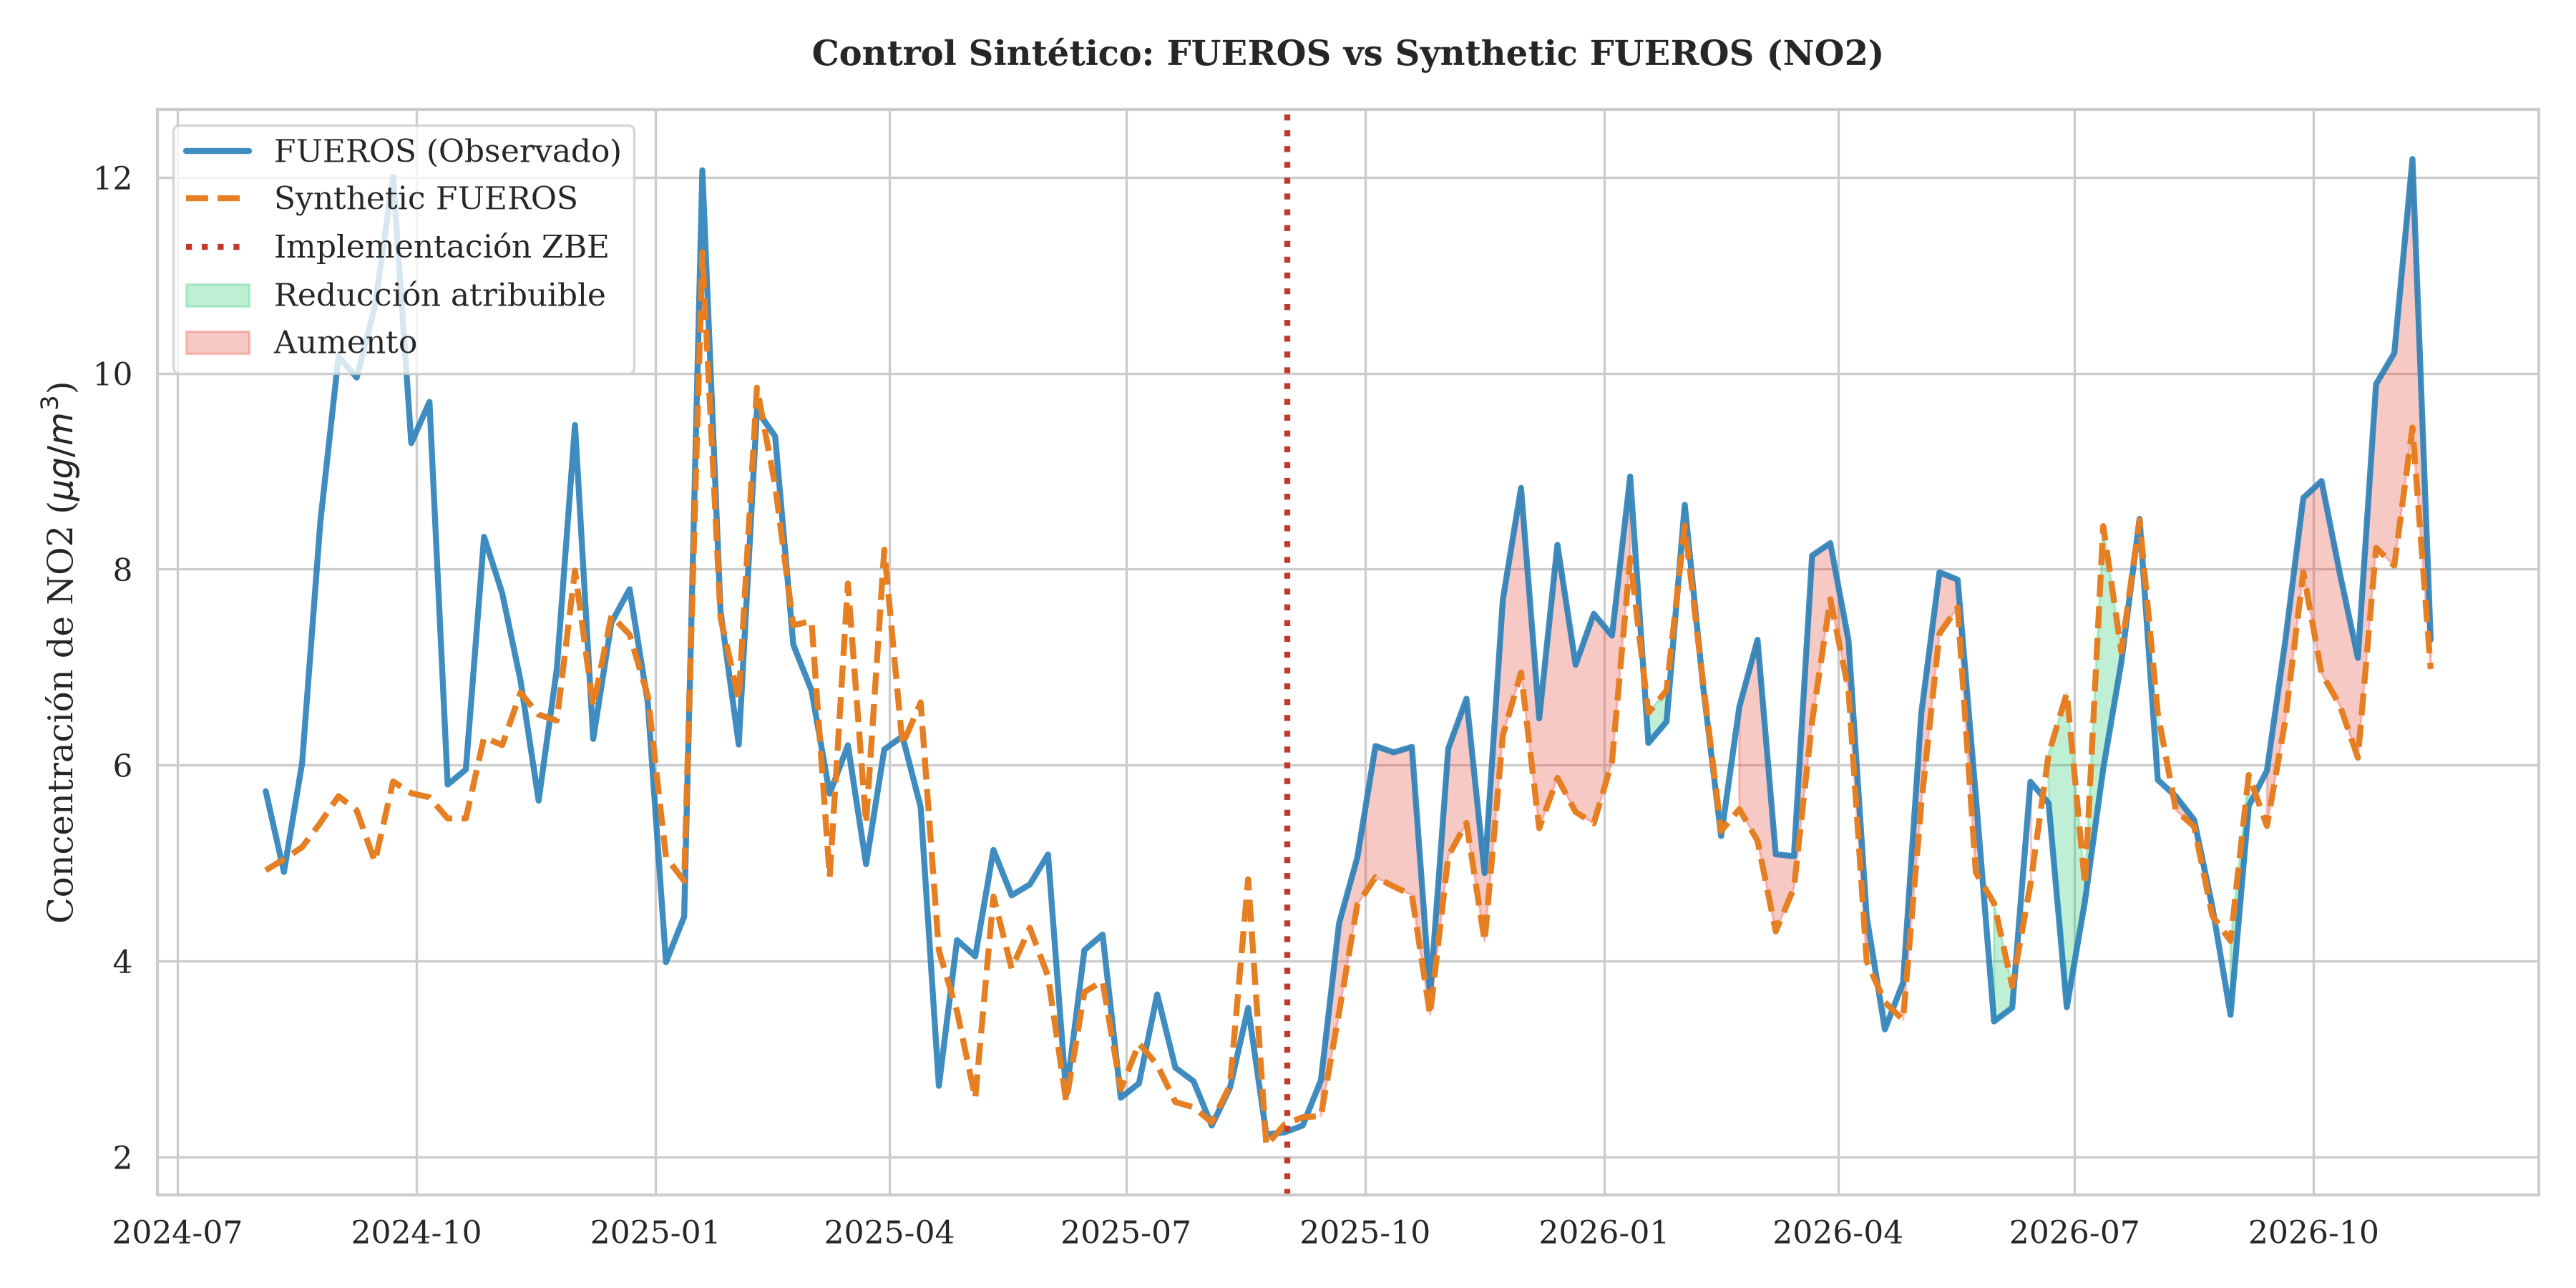 Control Sintético: FUEROS vs Synthetic FUEROS (NO2)
FUEROS (Observado)
Synthetic FUEROS
Implementación ZBE
Reducción atribuible
Aumento
Concentración de NO2 (μg/m³)
12
10
8
6
4
2
2024-07
2024-10
2025-01
2025-04
2025-07
2025-10
2026-01
2026-04
2026-07
2026-10